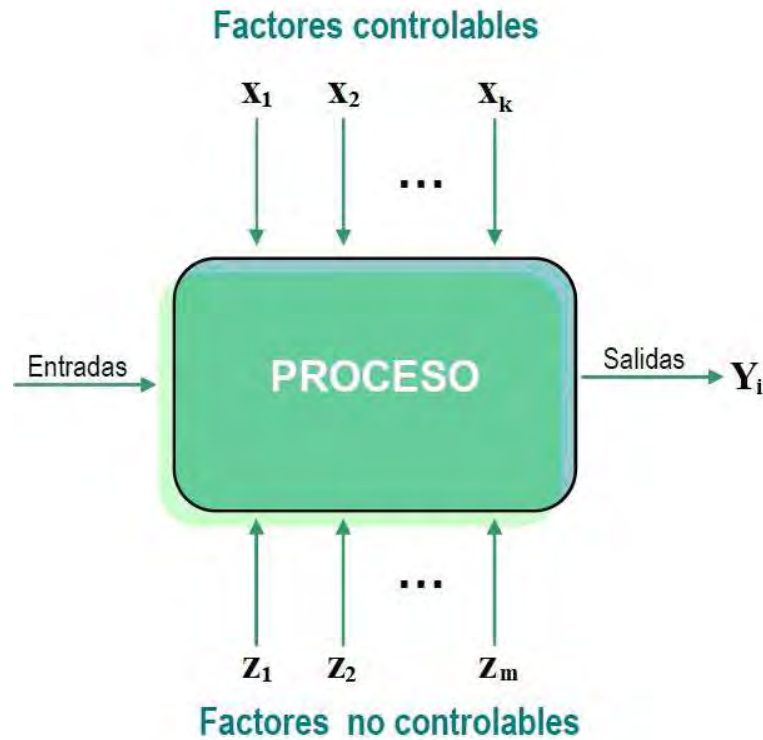 Factores controlables
x1 x2 ... xk
Entradas
PROCESO
Salidas
Yi
z1 z2 ... zm
Factores no controlables